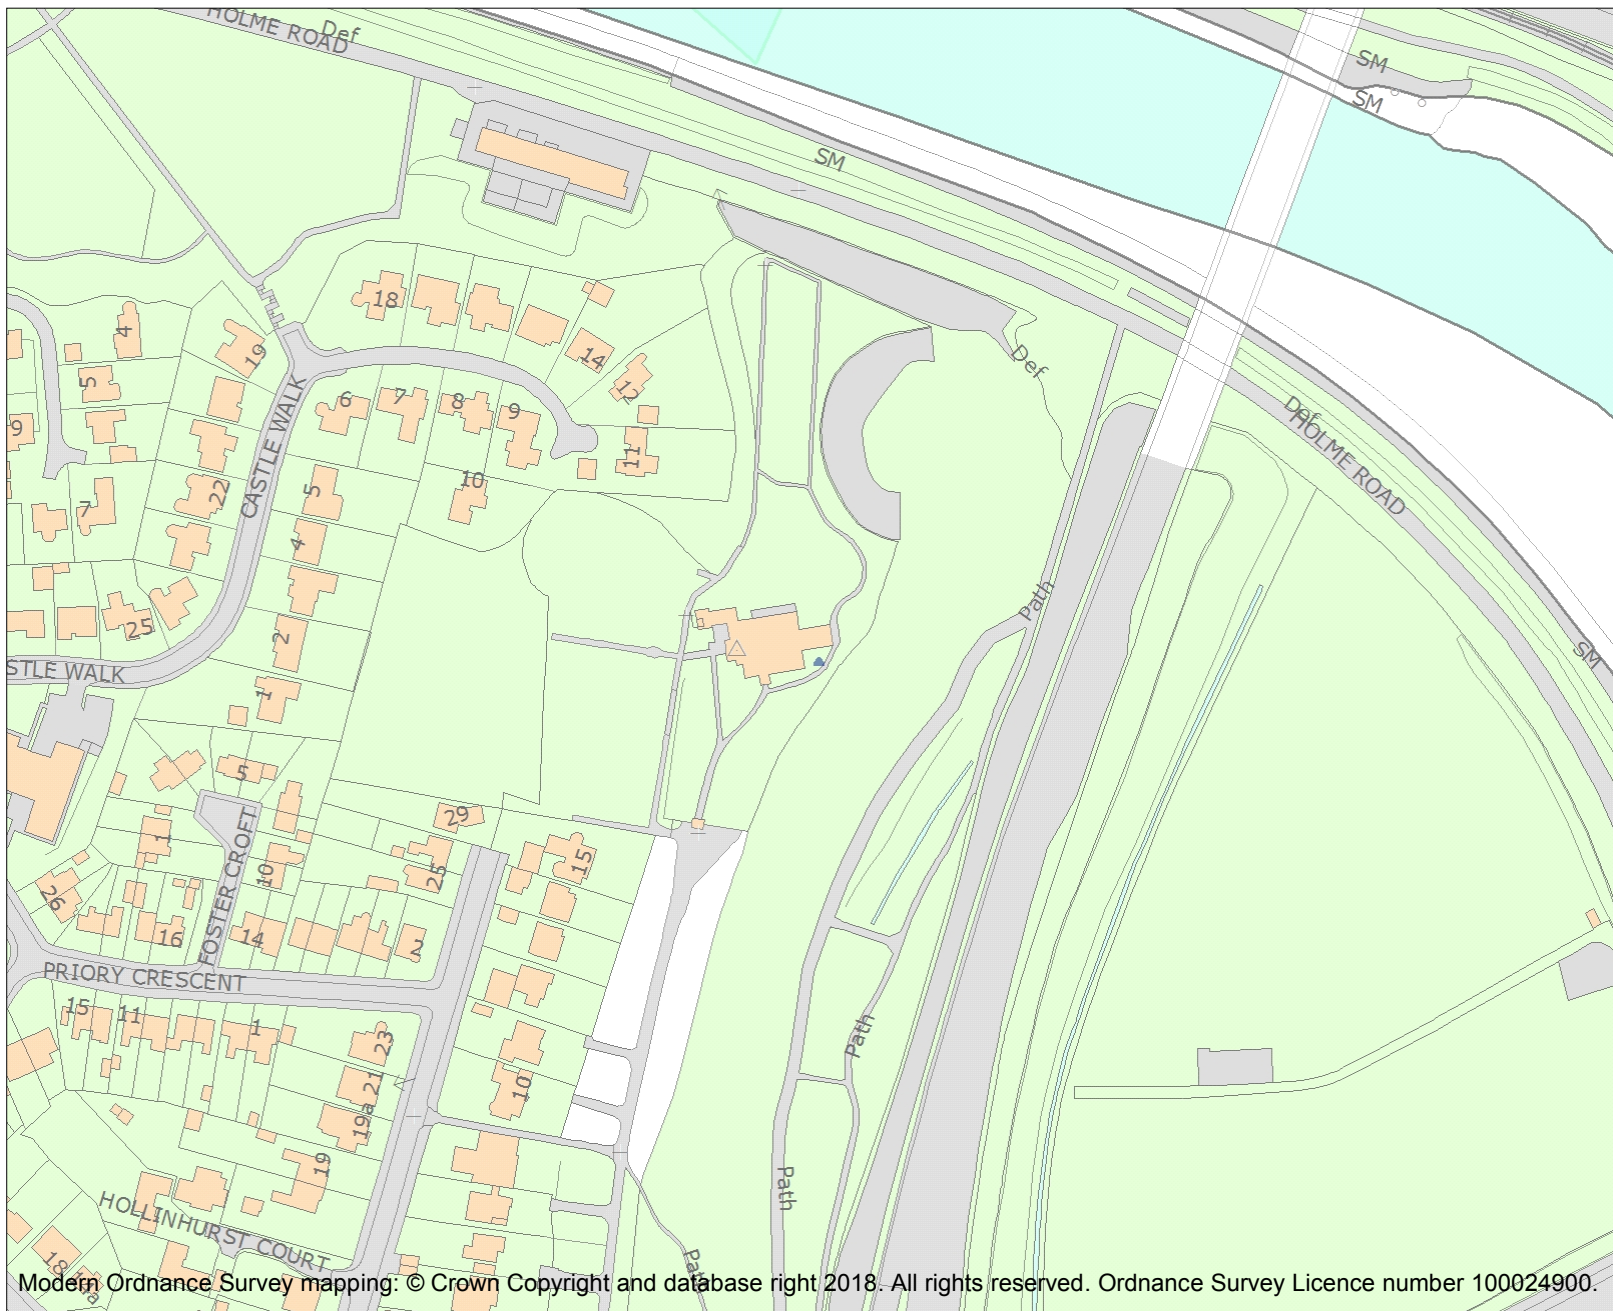 HOLME ROAD
Def
SM
SM
SM
18
14
12
11
19
4
5
9
7
22
CASTLE WALK
6
7
8
9
10
5
4
2
1
25
STLE WALK
Def
Def
HOLME ROAD
SM
Path
5
29
15
25
1
10
26
16
FOSTER CROFT
14
2
PRIORY CRESCENT
15
11
1
23
21
19a
10
19
HOLLINHURST COURT
18
Path
Path
Path
Modern Ordnance Survey mapping: © Crown Copyright and database right 2018. All rights reserved. Ordnance Survey Licence number 100024900.